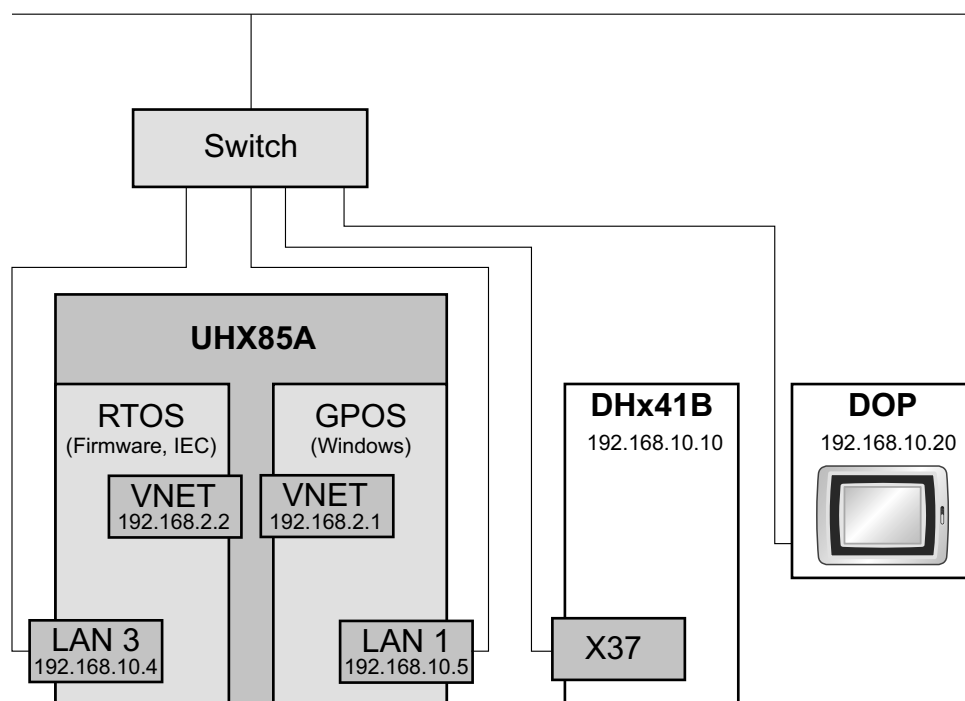 Switch
UHX85A
RTOS
(Firmware, IEC)
GPOS
(Windows)
VNET
192.168.2.2
VNET
192.168.2.1
LAN 3
192.168.10.4
LAN 1
192.168.10.5
DHx41B
192.168.10.10
X37
DOP
192.168.10.20